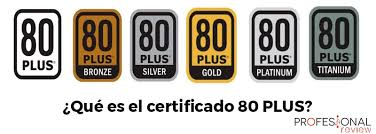 80 PLUS
80 PLUS BRONZE
80 PLUS SILVER
80 PLUS GOLD
80 PLUS PLATINUM
80 PLUS TITANIUM
¿Qué es el certificado 80 PLUS?
PROFESIONAL
review